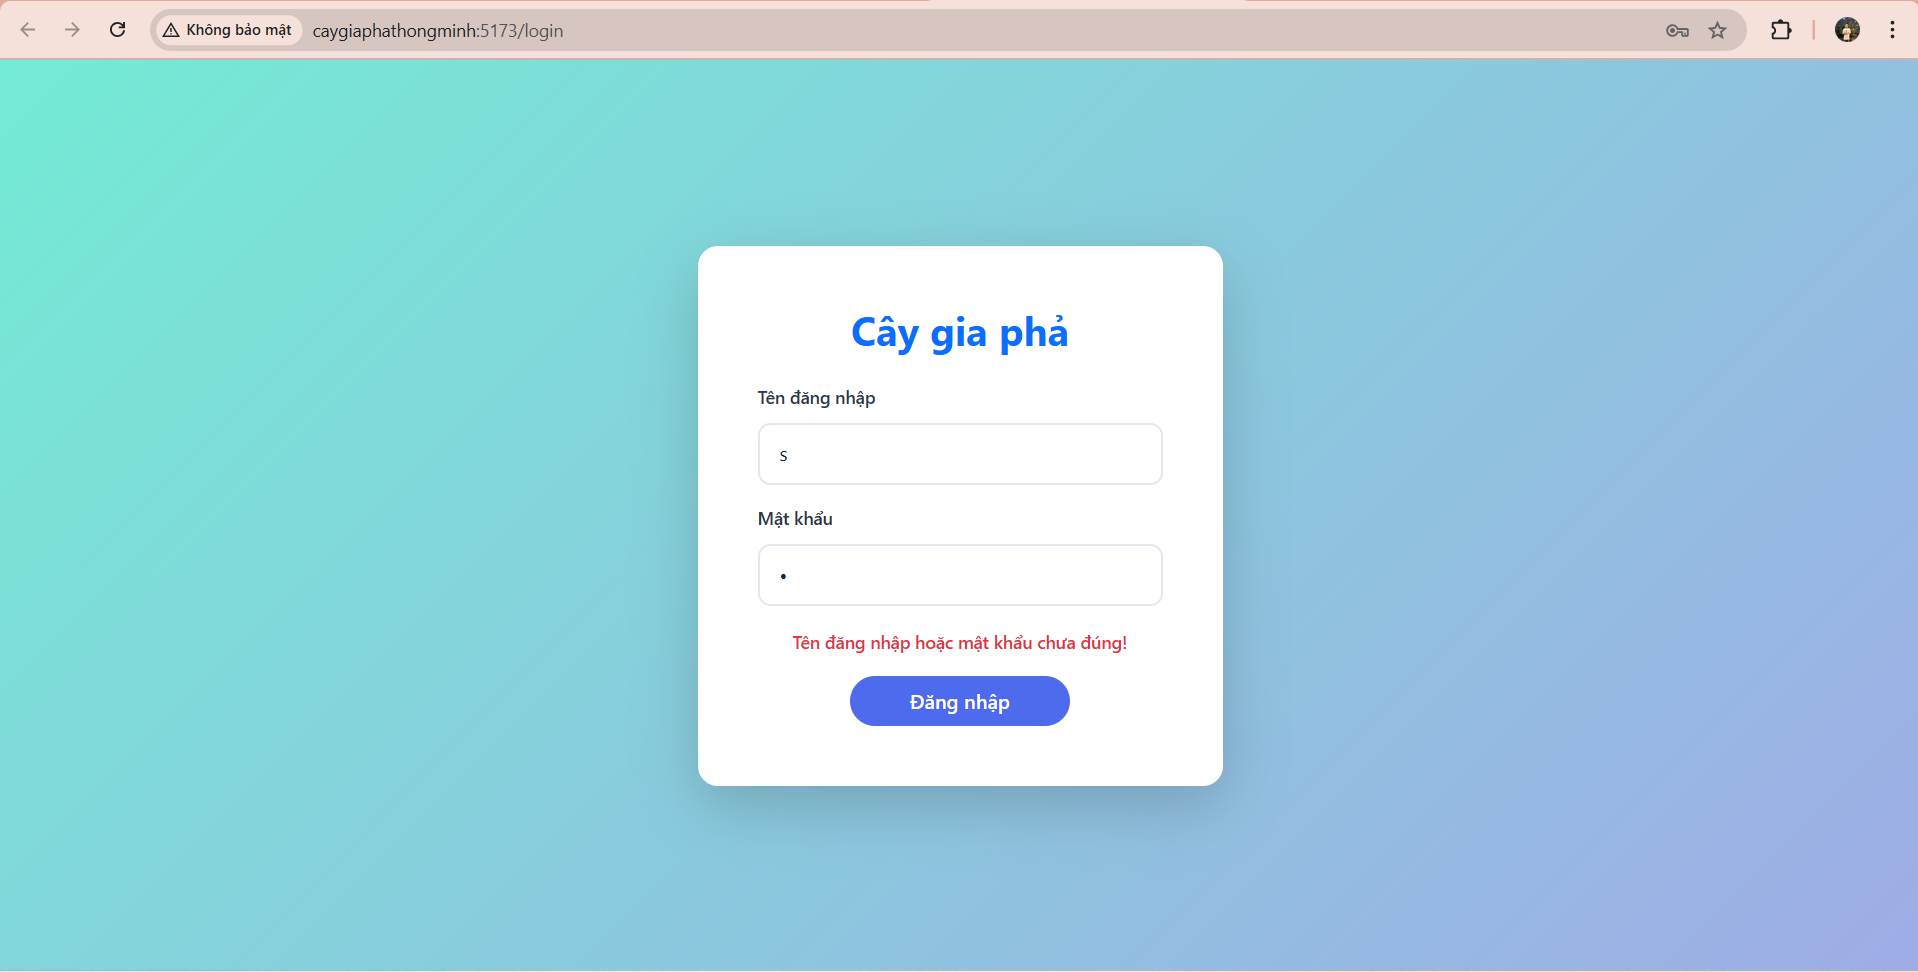 Không bảo mật caygiaphathongminh:5173/login
Cây gia phả
Tên đăng nhập
s
Mật khẩu
•
Tên đăng nhập hoặc mật khẩu chưa đúng!
Đăng nhập